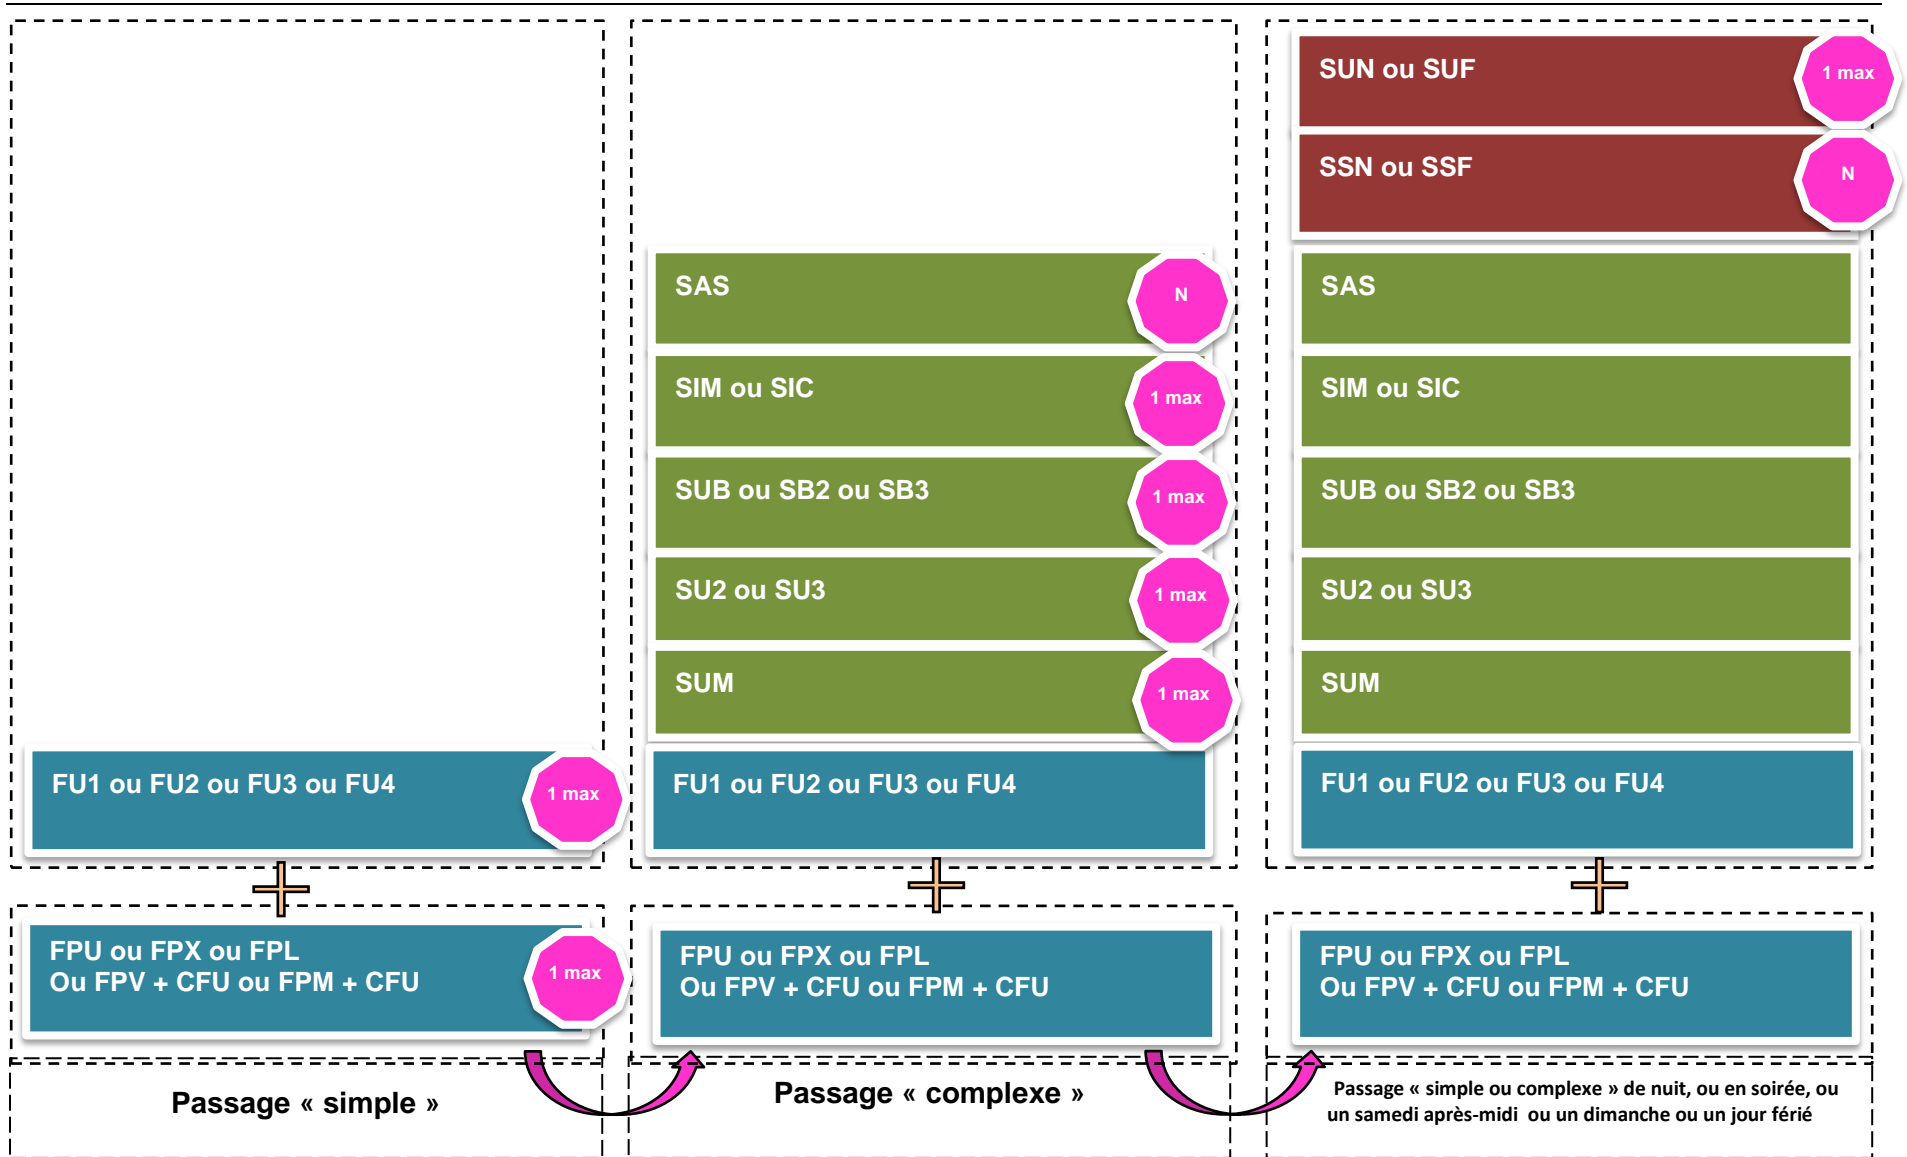 FU1 ou FU2 ou FU3 ou FU4
1 max
FPU ou FPX ou FPL
Ou FPV + CFU ou FPM + CFU
1 max
Passage « simple »
SAS
N
SIM ou SIC
1 max
SUB ou SB2 ou SB3
1 max
SU2 ou SU3
1 max
SUM
1 max
FU1 ou FU2 ou FU3 ou FU4
FPU ou FPX ou FPL
Ou FPV + CFU ou FPM + CFU
Passage « complexe »
SUN ou SUF
1 max
SSN ou SSF
N
SAS
SIM ou SIC
SUB ou SB2 ou SB3
SU2 ou SU3
SUM
FU1 ou FU2 ou FU3 ou FU4
FPU ou FPX ou FPL
Ou FPV + CFU ou FPM + CFU
Passage « simple ou complexe » de nuit, ou en soirée, ou
un samedi après-midi ou un dimanche ou un jour férié